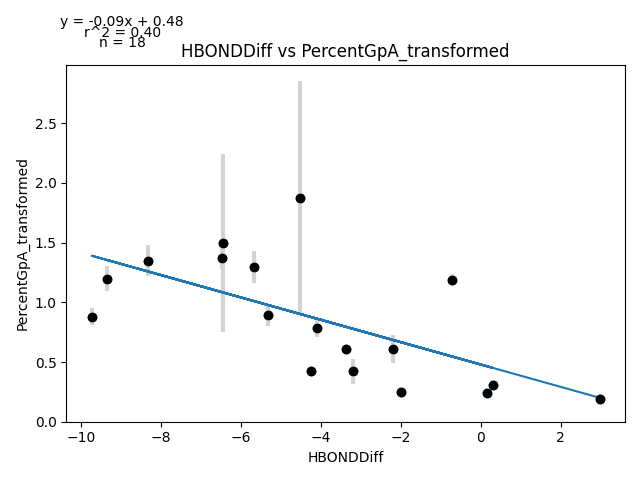 y = -0.09x + 0.48
r^2 = 0.40
n = 18
HBONDDiff vs PercentGpA_transformed
PercentGpA_transformed
2.5
2.0
1.5
1.0
0.5
0.0
−10
−8
−6
−4
−2
0
2
HBONDDiff